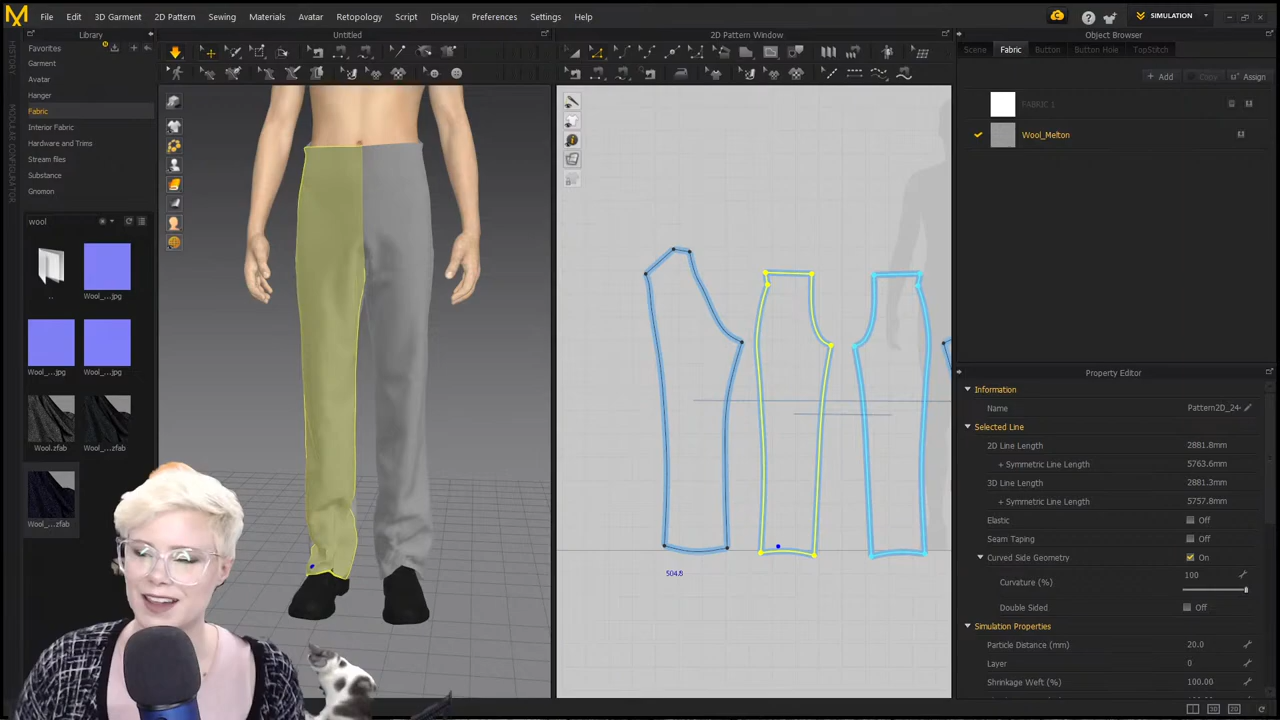 File Edit 3D Garment 2D Pattern Sewing Materials Avatar Retopology Script Display Preferences Settings Help
SIMULATION
Library
Untitled
2D Pattern Window
Object Browser
HISTORY
MODULAR CONFIGURATOR
Favorites
Garment
Avatar
Hanger
Fabric
Interior Fabric
Hardware and Trims
Stream files
Substance
Gnomon
wool
..
Wool_...jpg
Wool_...jpg
Wool_...jpg
Wool.zfab
Wool_...zfab
Wool_...zfab
504.8
Scene Fabric Button Button Hole TopStitch
+ Add Copy Assign
FABRIC 1
Wool_Melton
Property Editor
Information
Name Pattern2D_24
Selected Line
2D Line Length 2881.8mm
+ Symmetric Line Length 5763.6mm
3D Line Length 2881.3mm
+ Symmetric Line Length 5757.8mm
Elastic Off
Seam Taping Off
Curved Side Geometry On
Curvature (%) 100
Double Sided Off
Simulation Properties
Particle Distance (mm) 20.0
Layer 0
Shrinkage Weft (%) 100.00
3D 2D